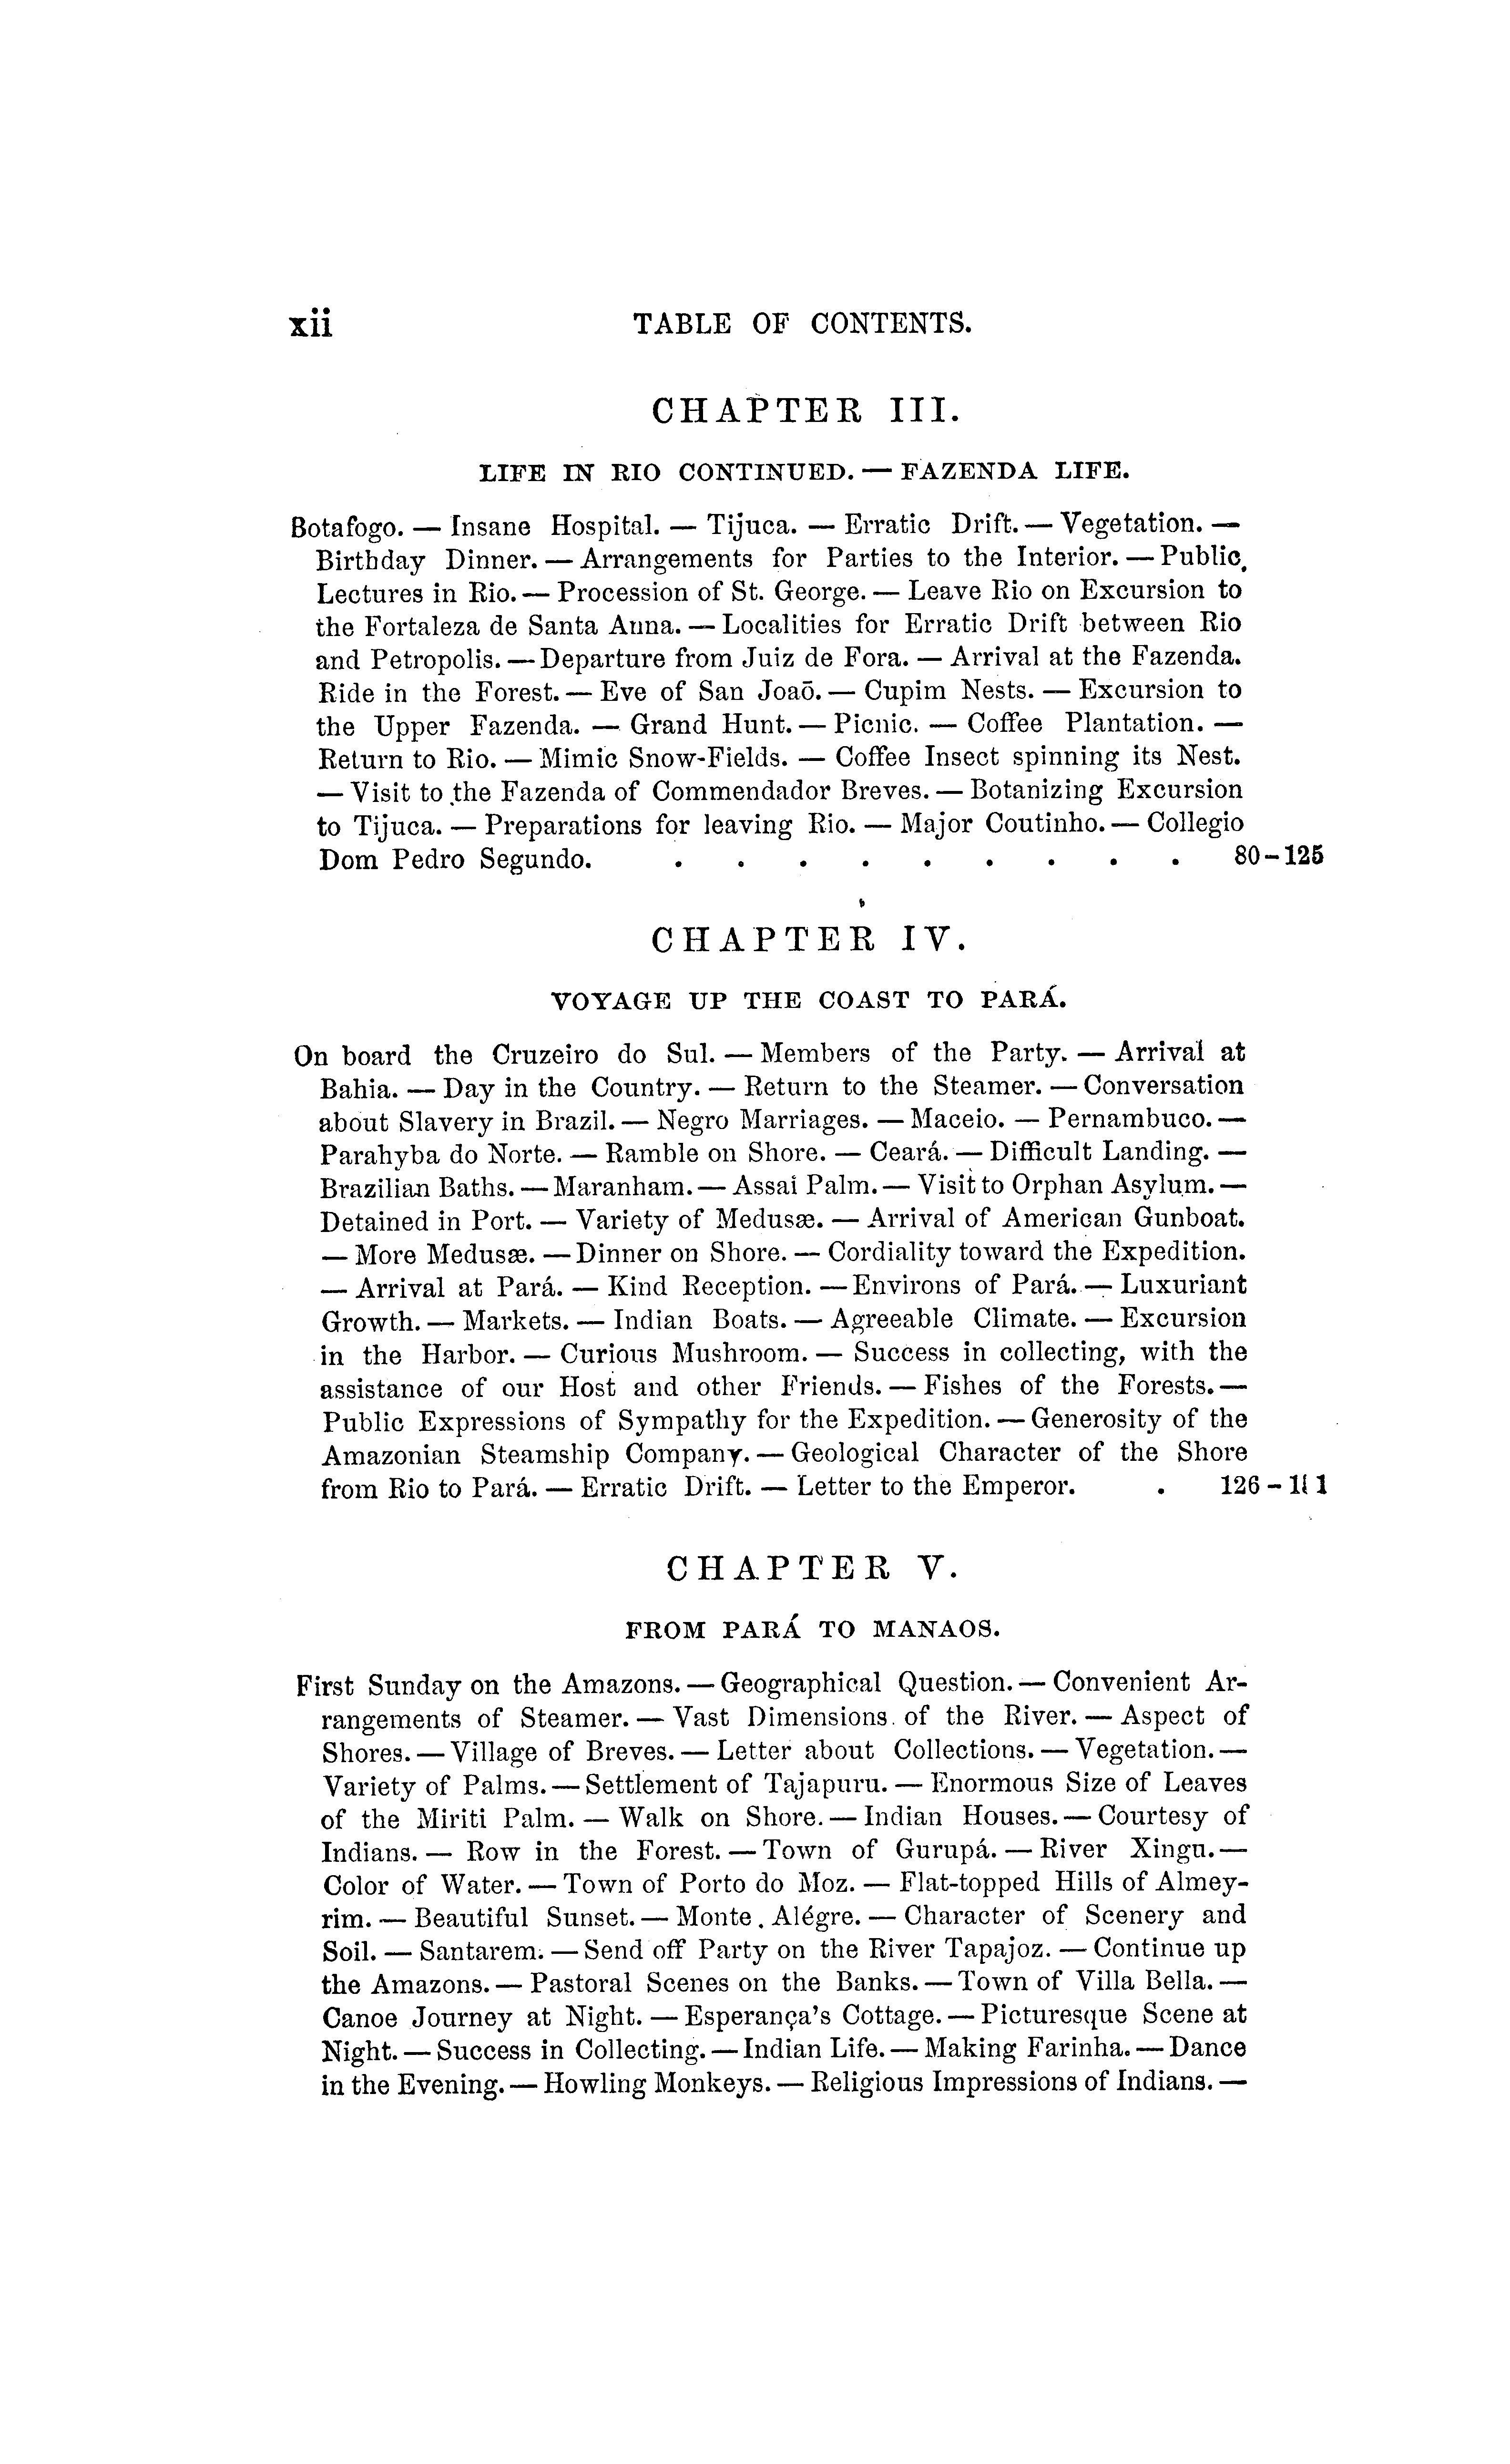 xii TABLE OF CONTENTS.
CHAPTER III.
LIFE IN RIO CONTINUED. — FAZENDA LIFE.
Botafogo. — Insane Hospital. — Tijuca. — Erratic Drift. — Vegetation. —
Birthday Dinner. — Arrangements for Parties to the Interior. — Public
Lectures in Rio. — Procession of St. George. — Leave Rio on Excursion to
the Fortaleza de Santa Anna. — Localities for Erratic Drift between Rio
and Petropolis. — Departure from Juiz de Fora. — Arrival at the Fazenda.
Ride in the Forest. — Eve of San Joaō. — Cupim Nests. — Excursion to
the Upper Fazenda. — Grand Hunt. — Picnic. — Coffee Plantation. —
Return to Rio. — Mimic Snow-Fields. — Coffee Insect spinning its Nest.
— Visit to the Fazenda of Commendador Breves. — Botanizing Excursion
to Tijuca. — Preparations for leaving Rio. — Major Coutinho. — Collegio
Dom Pedro Segundo. . . . . . . . . . 80-125
CHAPTER IV.
VOYAGE UP THE COAST TO PARÁ.
On board the Cruzeiro do Sul. — Members of the Party. — Arrival at
Bahia. — Day in the Country. — Return to the Steamer. — Conversation
about Slavery in Brazil. — Negro Marriages. — Maceio. — Pernambuco. —
Parahyba do Norte. — Ramble on Shore. — Ceará. — Difficult Landing. —
Brazilian Baths. — Maranham. — Assai Palm. — Visit to Orphan Asylum. —
Detained in Port. — Variety of Medusæ. — Arrival of American Gunboat.
— More Medusæ. — Dinner on Shore. — Cordiality toward the Expedition.
— Arrival at Pará. — Kind Reception. — Environs of Pará. — Luxuriant
Growth. — Markets. — Indian Boats. — Agreeable Climate. — Excursion
in the Harbor. — Curious Mushroom. — Success in collecting, with the
assistance of our Host and other Friends. — Fishes of the Forests. —
Public Expressions of Sympathy for the Expedition. — Generosity of the
Amazonian Steamship Company. — Geological Character of the Shore
from Rio to Pará. — Erratic Drift. — Letter to the Emperor. . 126-
CHAPTER V.
FROM PARÁ TO MANAOS.
First Sunday on the Amazons. — Geographical Question. — Convenient Ar-
rangements of Steamer. — Vast Dimensions of the River. — Aspect of
Shores. — Village of Breves. — Letter about Collections. — Vegetation. —
Variety of Palms. — Settlement of Tajapuru. — Enormous Size of Leaves
of the Miriti Palm. — Walk on Shore. — Indian Houses. — Courtesy of
Indians. — Row in the Forest. — Town of Gurupá. — River Xingu. —
Color of Water. — Town of Porto do Moz. — Flat-topped Hills of Almey-
rim. — Beautiful Sunset. — Monte Alégre. — Character of Scenery and
Soil. — Santarem. — Send off Party on the River Tapajoz. — Continue up
the Amazons. — Pastoral Scenes on the Banks. — Town of Villa Bella. —
Canoe Journey at Night. — Esperança's Cottage. — Picturesque Scene at
Night. — Success in Collecting. — Indian Life. — Making Farinha. — Dance
in the Evening. — Howling Monkeys. — Religious Impressions of Indians. —